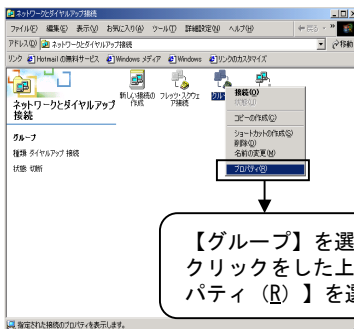 ネットワークとダイヤルアップ接続
ファイル(F) 編集(E) 表示(V) お気に入り(A) ツール(T) 詳細設定(N) ヘルプ(H)
戻る
アドレス(D) ネットワークとダイヤルアップ接続 移動
リンク Hotmail の無料サービス Windows メディア Windows リンクのカスタマイズ
ネットワークとダイヤルアップ接続
グループ
種類 ダイヤルアップ 接続
状態 切断
新しい接続の作成
フレッツ・スクウェア接続
接続(O)
状態(U)
コピーの作成(C)
ショートカットの作成(S)
削除(D)
名前の変更(M)
プロパティ(R)
【グループ】を選
クリックをした上
パティ（R）】を選
指定された接続のプロパティを表示します。